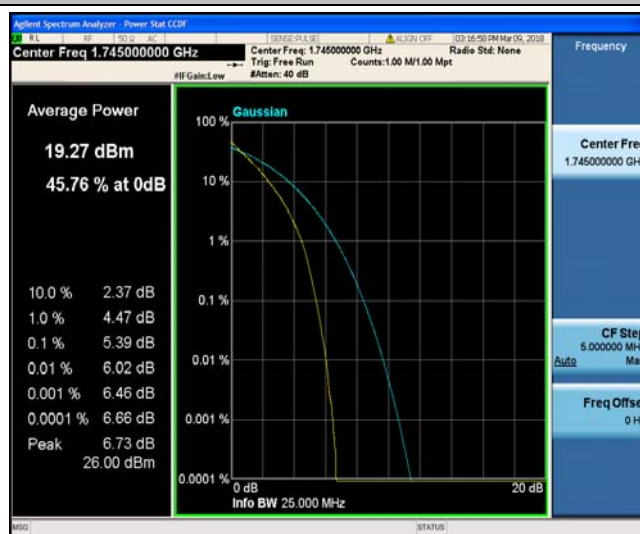 Agilent Spectrum Analyzer - Power Stat CCDF
RL RF 50 Ω AC SENSE:PULSE ALIGN OFF 03:16:50 PM Mar 09, 2018
Center Freq 1.745000000 GHz
Center Freq: 1.745000000 GHz Radio Std: None
Trig: Free Run Counts:1.00 M/1.00 Mpt
#IFGain:Low #Atten: 40 dB
Frequency
Average Power
19.27 dBm
45.76 % at 0dB
10.0 % 2.37 dB
1.0 % 4.47 dB
0.1 % 5.39 dB
0.01 % 6.02 dB
0.001 % 6.46 dB
0.0001 % 6.66 dB
Peak 6.73 dB
26.00 dBm
Gaussian
100 %
10 %
1 %
0.1 %
0.01 %
0.001 %
0.0001 %
0 dB 20 dB
Info BW 25.000 MHz
Center Fre
1.745000000 GH
CF Step
5.000000 MH
Auto Ma
Freq Offse
0 H
MSG STATUS